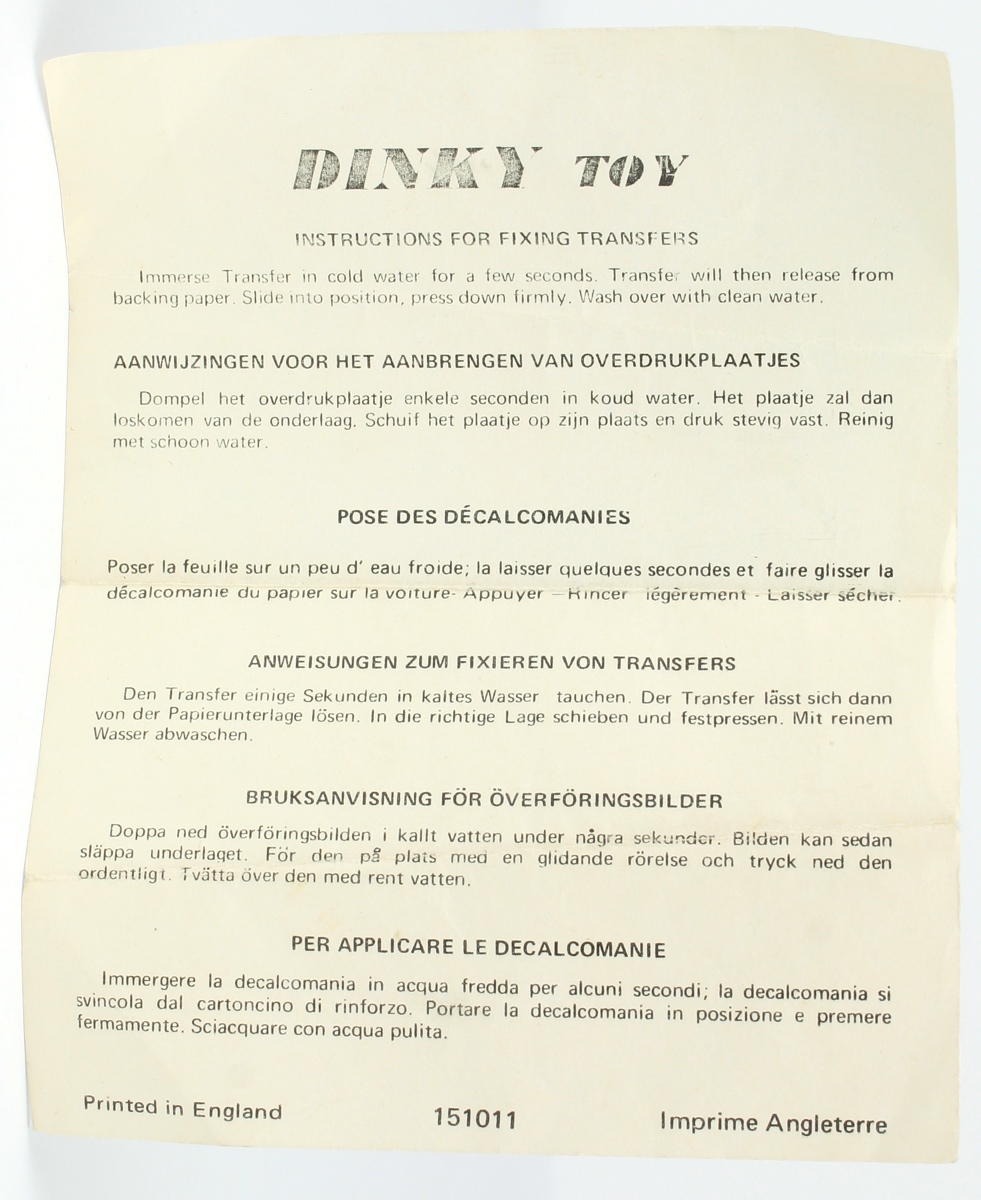 DINKY TOY
INSTRUCTIONS FOR FIXING TRANSFERS
Immerse Transfer in cold water for a few seconds. Transfer will then release from
backing paper. Slide into position, press down firmly. Wash over with clean water.
AANWIJZINGEN VOOR HET AANBRENGEN VAN OVERDRUKPLAATJES
Dompel het overdrukplaatje enkele seconden in koud water. Het plaatje zal dan
loskomen van de onderlaag. Schuif het plaatje op zijn plaats en druk stevig vast. Reinig
met schoon water.
POSE DES DÉCALCOMANIES
Poser la feuille sur un peu d' eau froide; la laisser quelques secondes et faire glisser la
décalcomanie du papier sur la voiture- Appuyer – Rincer légèrement - Laisser sécher.
ANWEISUNGEN ZUM FIXIEREN VON TRANSFERS
Den Transfer einige Sekunden in kaltes Wasser tauchen. Der Transfer lässt sich dann
von der Papierunterlage lösen. In die richtige Lage schieben und festpressen. Mit reinem
Wasser abwaschen.
BRUKSANVISNING FÖR ÖVERFÖRINGSBILDER
Doppa ned överföringsbilden i kallt vatten under några sekunder. Bilden kan sedan
släppa underlaget. För den på plats med en glidande rörelse och tryck ned den
ordentligt. Tvätta över den med rent vatten.
PER APPLICARE LE DECALCOMANIE
Immergere la decalcomania in acqua fredda per alcuni secondi; la decalcomania si
svincola dal cartoncino di rinforzo. Portare la decalcomania in posizione e premere
fermamente. Sciacquare con acqua pulita.
Printed in England 151011 Imprime Angleterre